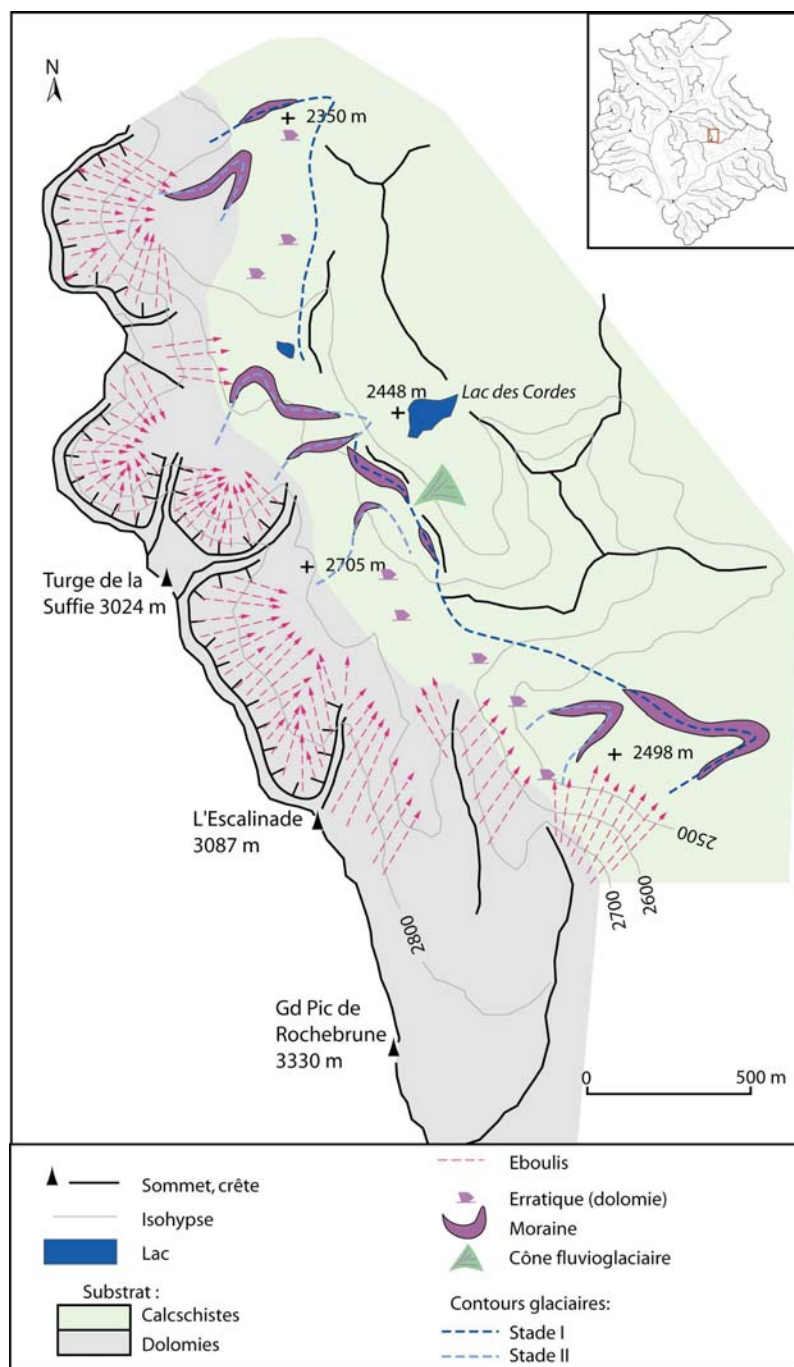 N
2350 m
2448 m
Lac des Cordes
2705 m
Turge de la
Suffie 3024 m
2498 m
L'Escalinade
3087 m
2500
2600
2700
2800
Gd Pic de
Rochebrune
3330 m
0
500 m
Sommet, crête
Isohypse
Lac
Substrat :
Calcschistes
Dolomies
Eboulis
Erratique (dolomie)
Moraine
Cône fluvioglaciaire
Contours glaciaires:
Stade I
Stade II